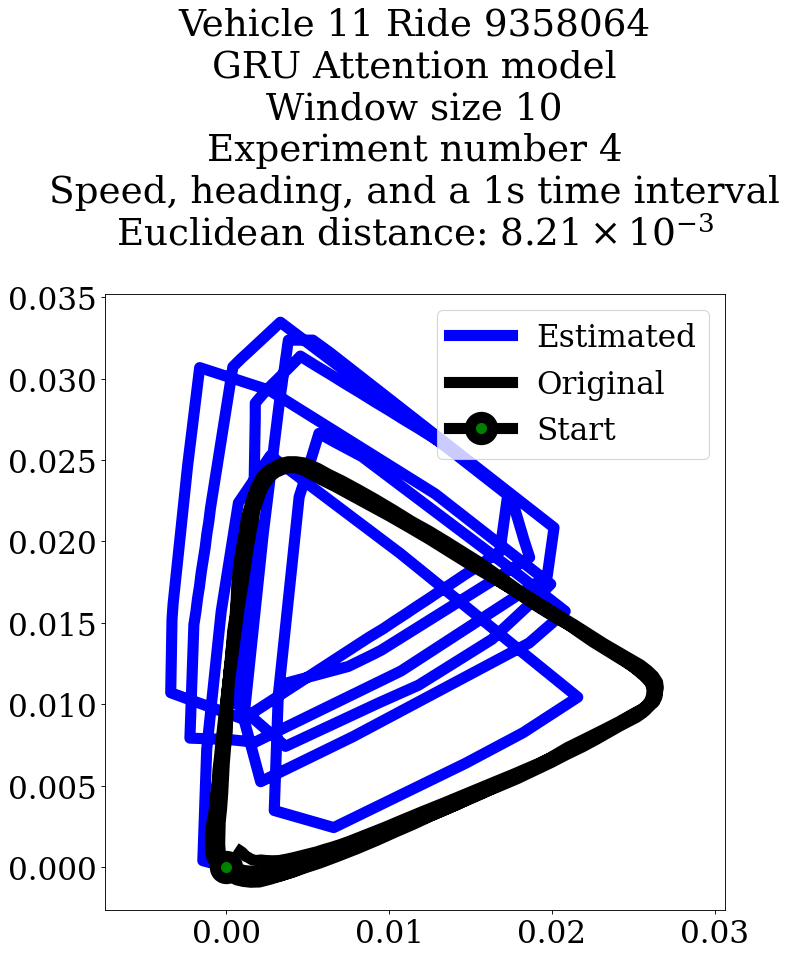 Vehicle 11 Ride 9358064
GRU Attention model
Window size 10
Experiment number 4
Speed, heading, and a 1s time interval
Euclidean distance: 8.21 × 10⁻³
0.035
0.030
0.025
0.020
0.015
0.010
0.005
0.000
Estimated
Original
Start
0.00 0.01 0.02 0.03